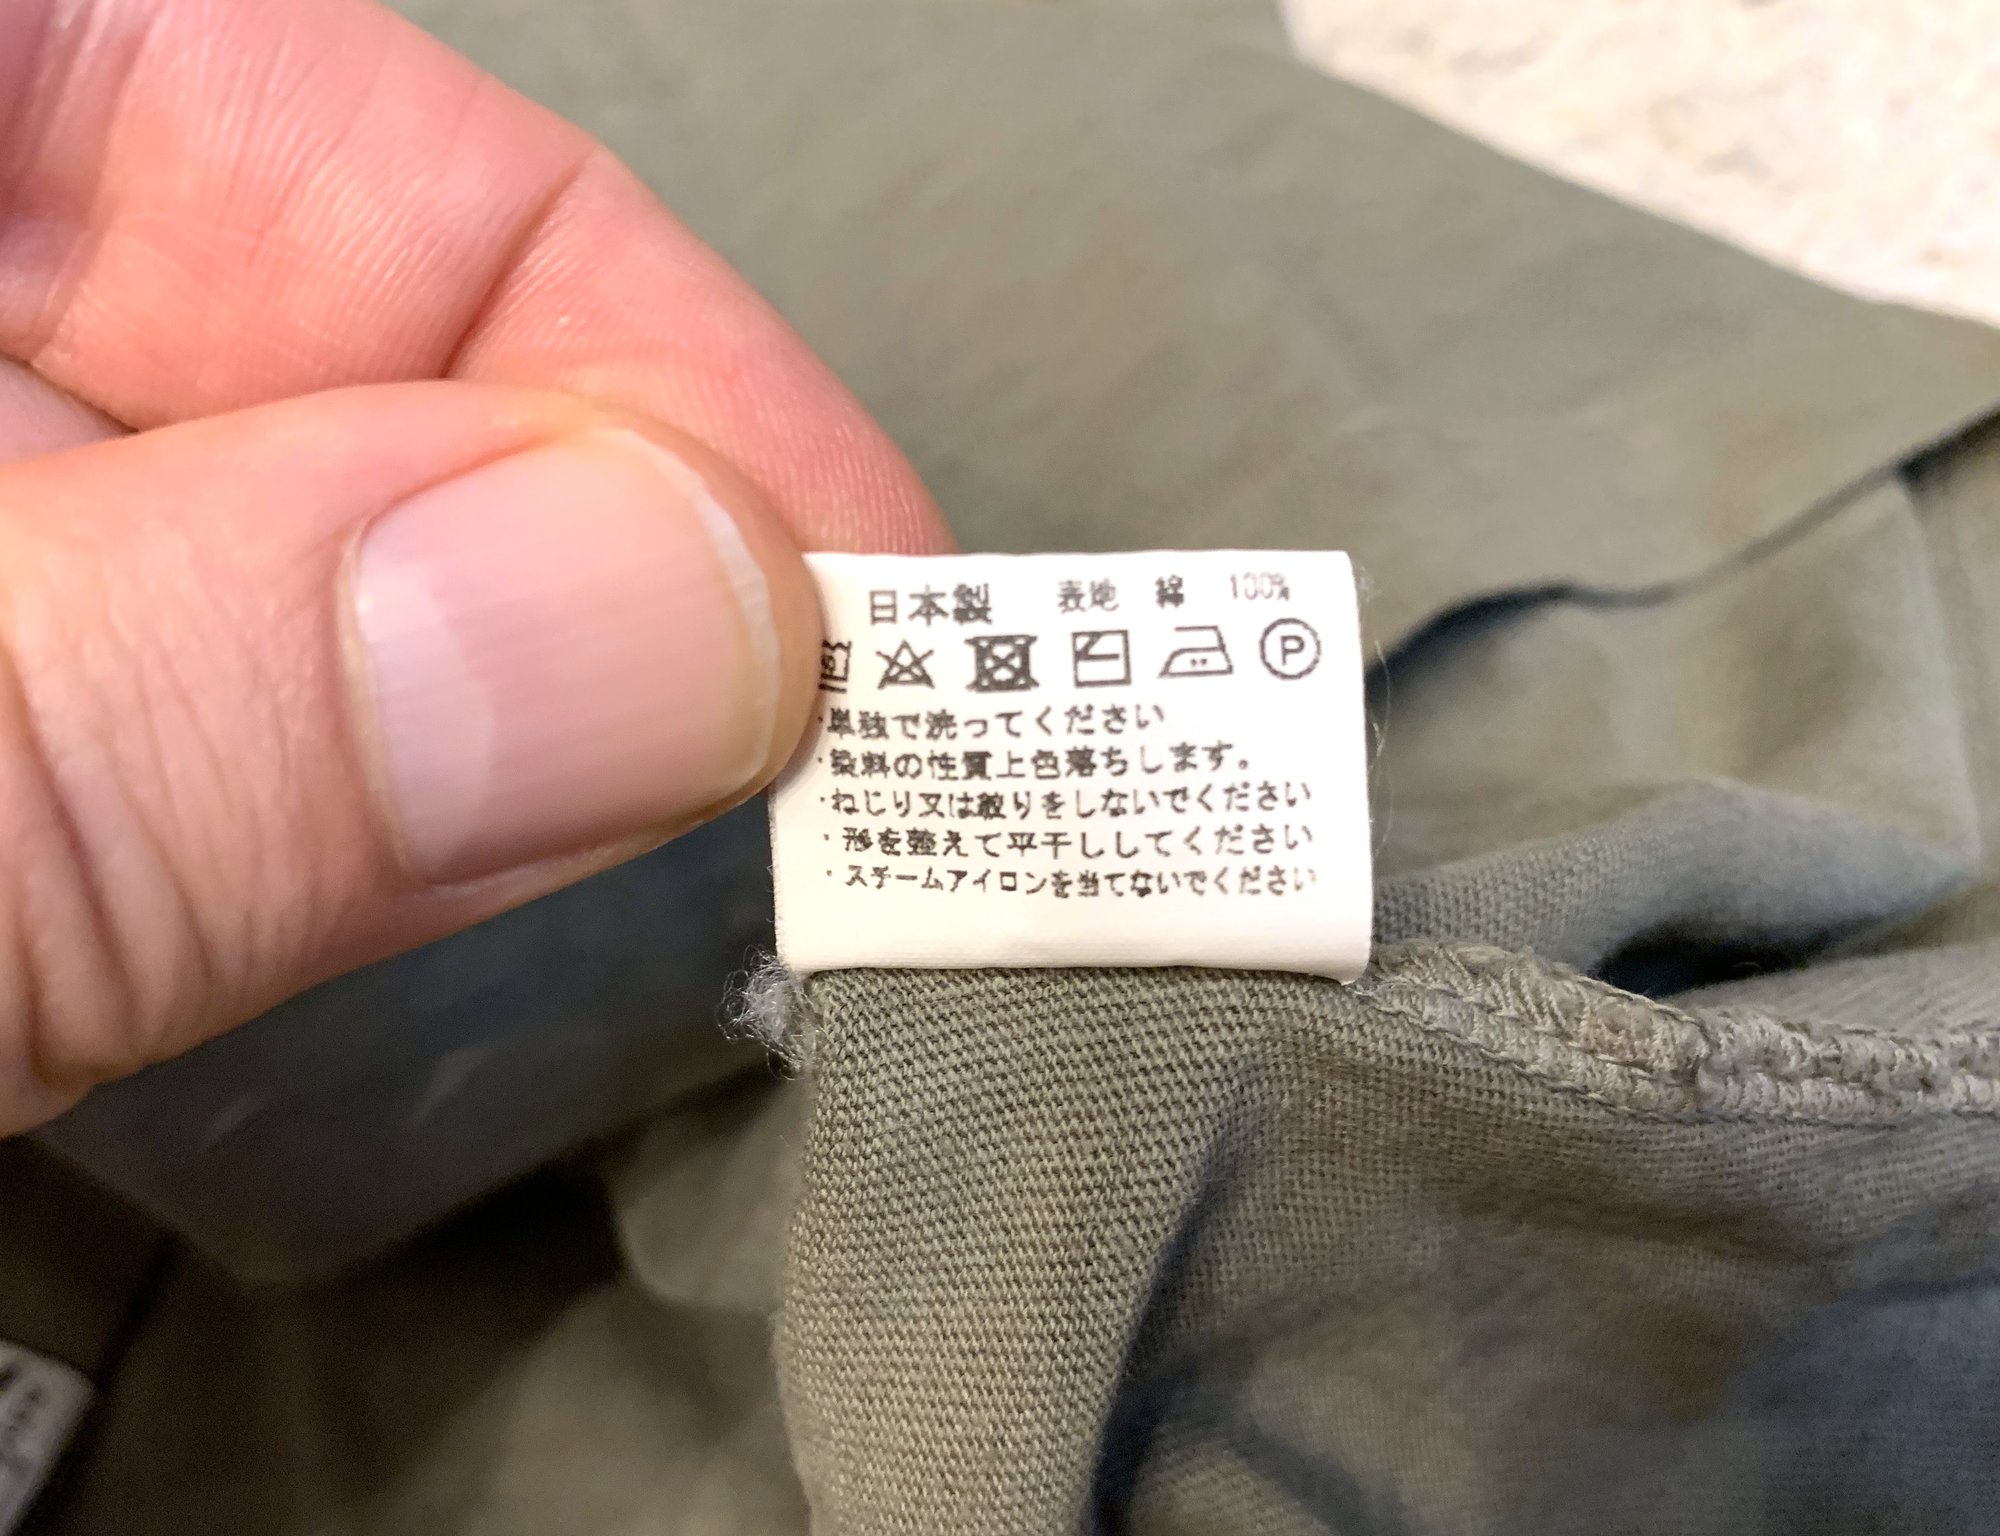 日本製 表地 綿 100%
P
・単独で洗ってください
・染料の性質上色落ちします。
・ねじり又は絞りをしないでください
・形を整えて平干ししてください
・スチームアイロンを当てないでください